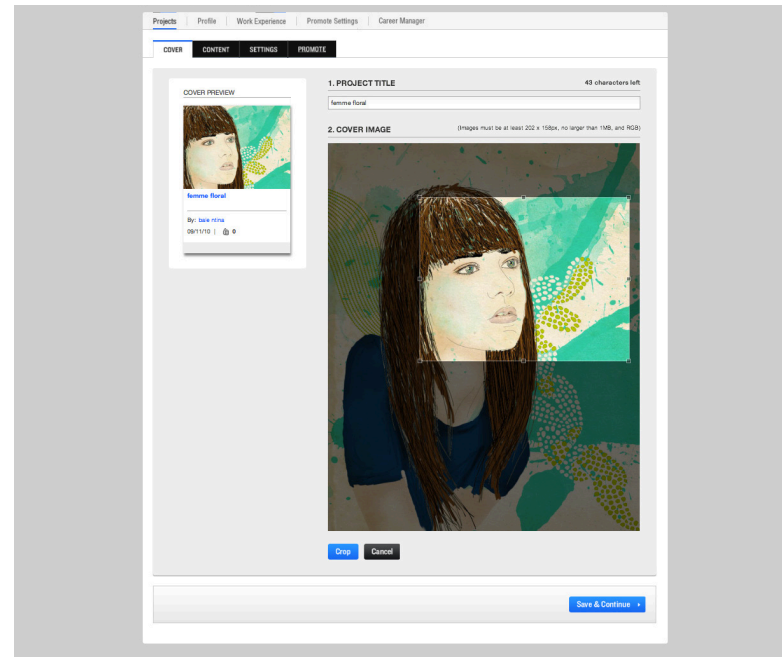 Projects Profile Work Experience Promote Settings Career Manager
COVER CONTENT SETTINGS PROMOTE
COVER PREVIEW
femme floral
By: baie ntina
09/11/10 | 0
1. PROJECT TITLE 43 characters left
femme floral
2. COVER IMAGE (Images must be at least 202 x 158px, no larger than 1MB, and RGB)
Crop Cancel
Save & Continue